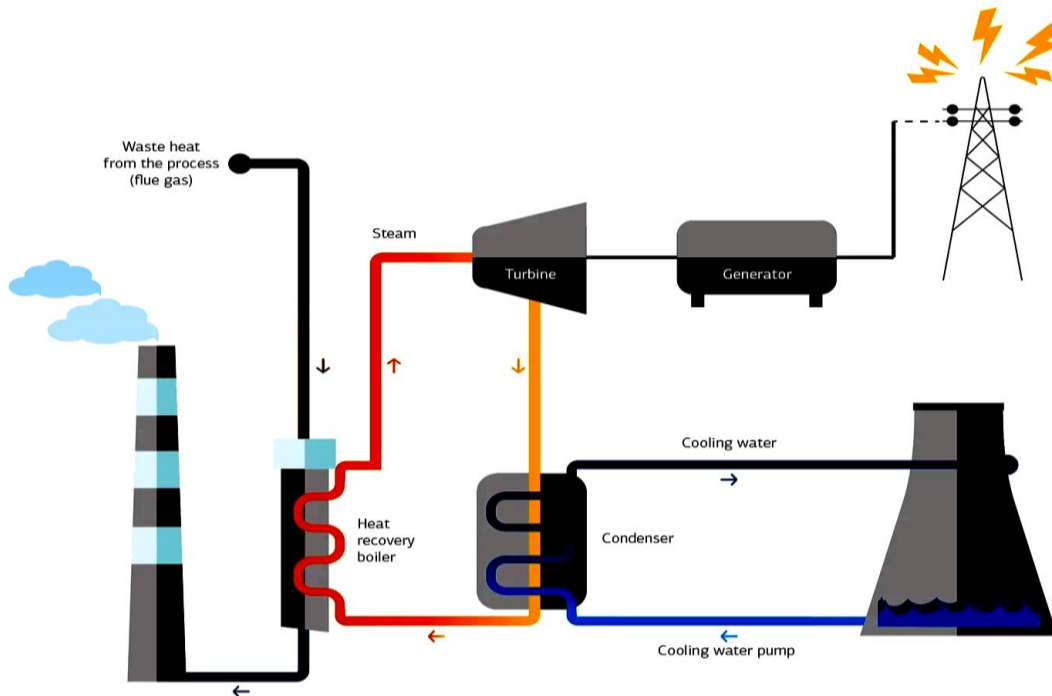 Waste heat
from the process
(flue gas)
Steam
Turbine
Generator
Cooling water
Heat
recovery
boiler
Condenser
Cooling water pump